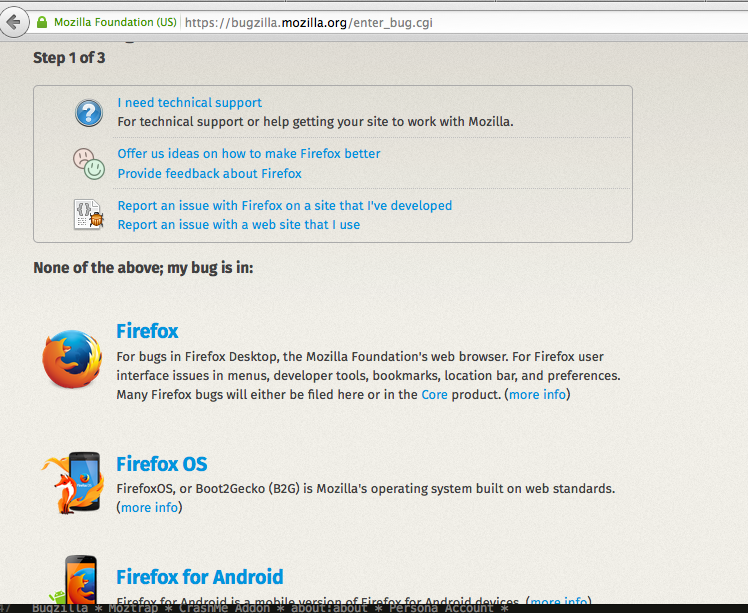 Mozilla Foundation (US) https://bugzilla.mozilla.org/enter_bug.cgi
Step 1 of 3
I need technical support
For technical support or help getting your site to work with Mozilla.
Offer us ideas on how to make Firefox better
Provide feedback about Firefox
Report an issue with Firefox on a site that I've developed
Report an issue with a web site that I use
None of the above; my bug is in:
Firefox
For bugs in Firefox Desktop, the Mozilla Foundation's web browser. For Firefox user
interface issues in menus, developer tools, bookmarks, location bar, and preferences.
Many Firefox bugs will either be filed here or in the Core product. (more info)
Firefox OS
FirefoxOS, or Boot2Gecko (B2G) is Mozilla's operating system built on web standards.
(more info)
Firefox for Android
Firefox for Android is a mobile version of Firefox for Android devices. (more info)
Bugzilla * Moztrap * CrashMe Addon * about:about * Persona Account *